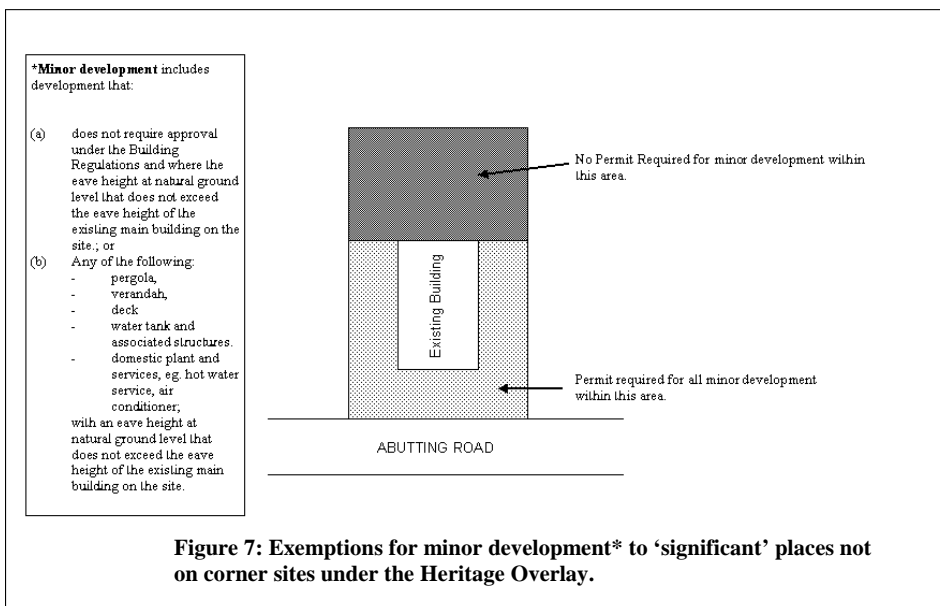 *Minor development includes
development that:
(a) does not require approval
under the Building
Regulations and where the
eave height at natural ground
level that does not exceed
the eave height of the
existing main building on the
site.; or
(b) Any of the following:
- pergola,
- verandah,
- deck
- water tank and
associated structures.
- domestic plant and
services, eg. hot water
service, air
conditioner;
with an eave height at
natural ground level that
does not exceed the eave
height of the existing main
building on the site.
No Permit Required for minor development within
this area.
Existing Building
Permit required for all minor development
within this area.
ABUTTING ROAD
Figure 7: Exemptions for minor development* to ‘significant’ places not
on corner sites under the Heritage Overlay.